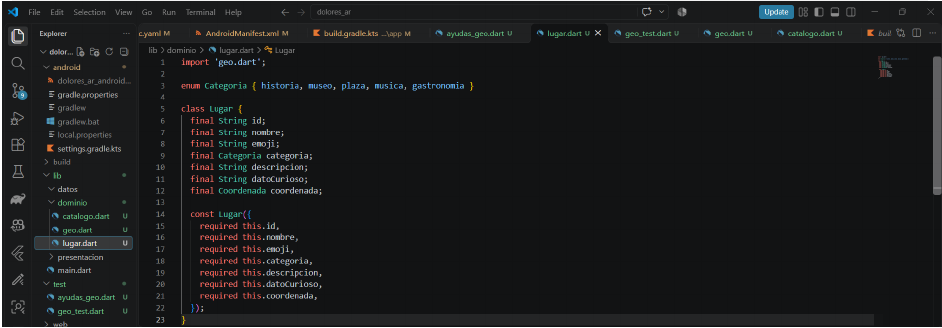 File Edit Selection View Go Run Terminal Help
dolores_ar
Update
Explorer
dolor...
android
dolores_ar_android...
gradle.properties
gradlew
gradlew.bat
local.properties
settings.gradle.kts
build
lib
datos
dominio
catalogo.dart U
geo.dart U
lugar.dart U
presentacion
main.dart
test
ayudas_geo.dart U
geo_test.dart U
web
9
c.yaml M
AndroidManifest.xml M
build.gradle.kts ...\app M
ayudas_geo.dart U
lugar.dart U
geo_test.dart U
geo.dart U
catalogo.dart U
buil
lib > dominio > lugar.dart > Lugar
1 import 'geo.dart';
2
3 enum Categoria { historia, museo, plaza, musica, gastronomia }
4
5 class Lugar {
6 final String id;
7 final String nombre;
8 final String emoji;
9 final Categoria categoria;
10 final String descripcion;
11 final String datoCurioso;
12 final Coordenada coordenada;
13
14 const Lugar({
15 required this.id,
16 required this.nombre,
17 required this.emoji,
18 required this.categoria,
19 required this.descripcion,
20 required this.datoCurioso,
21 required this.coordenada,
22 });
23 }